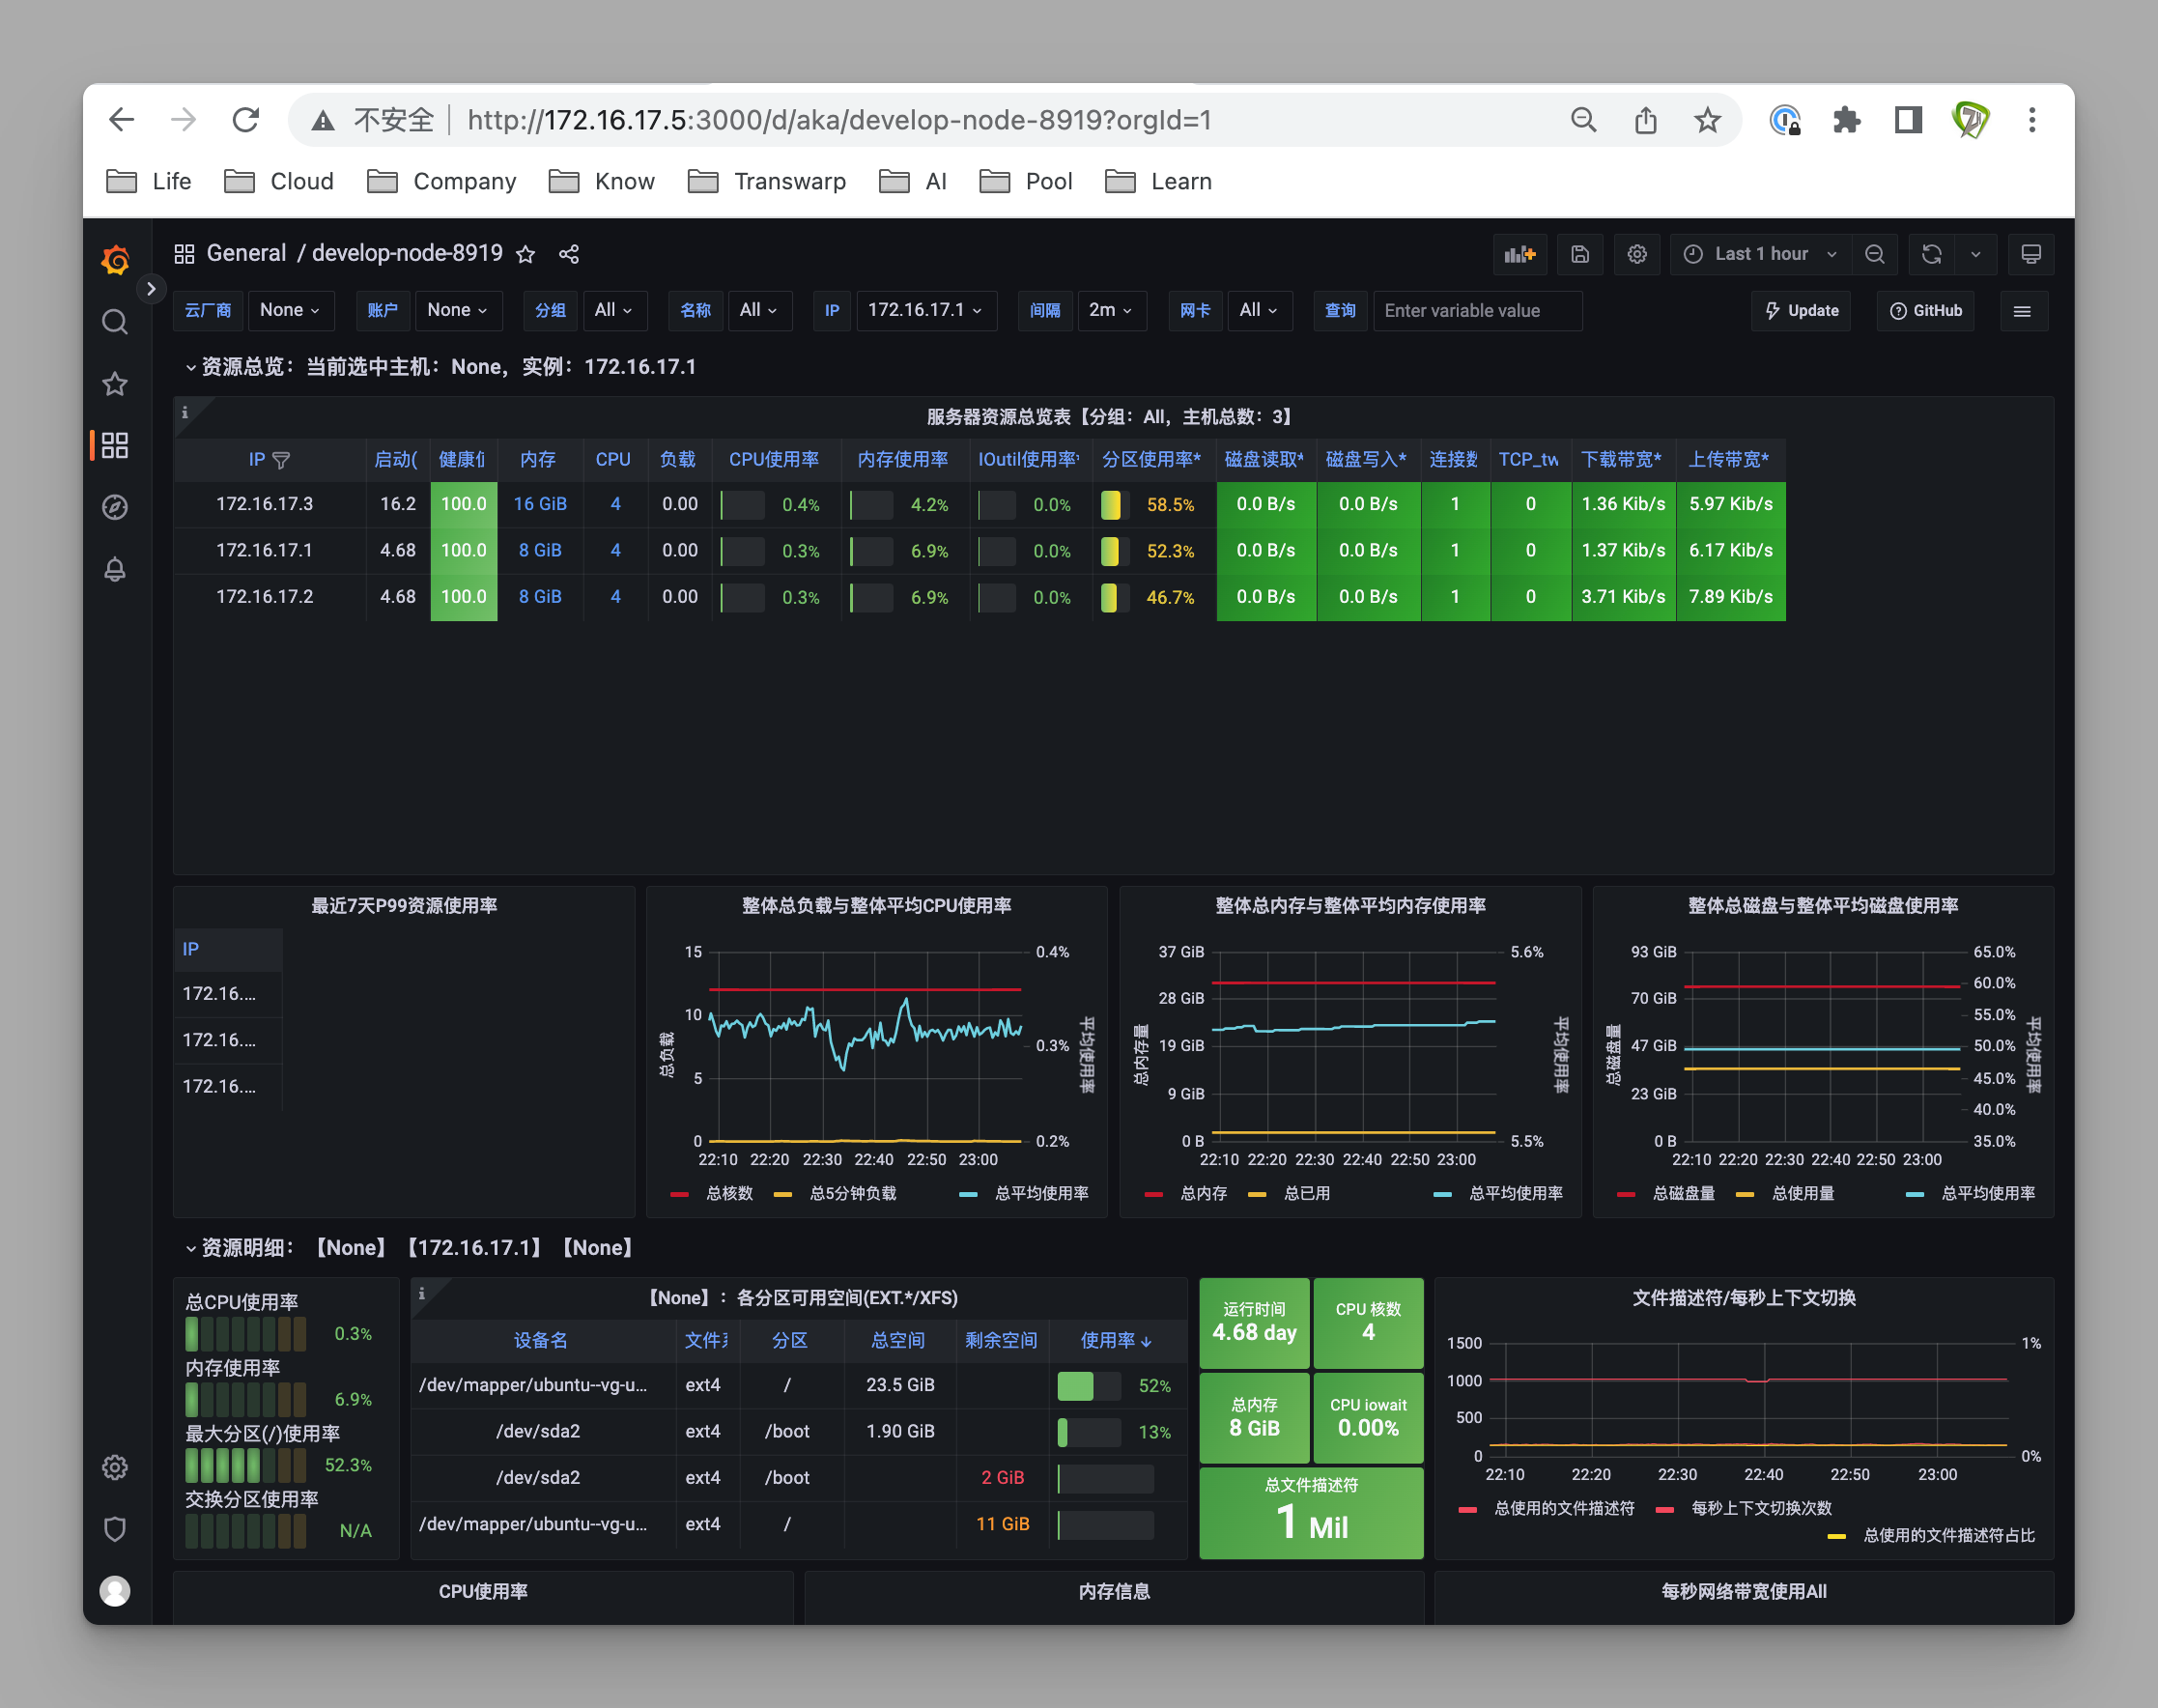 不安全 http://172.16.17.5:3000/d/aka/develop-node-8919?orgId=1
Life Cloud Company Know Transwarp AI Pool Learn
General / develop-node-8919 Last 1 hour
云厂商 None 账户 None 分组 All 名称 All IP 172.16.17.1 间隔 2m 网卡 All 查询 Enter variable value Update GitHub
资源总览：当前选中主机：None，实例：172.16.17.1
服务器资源总览表【分组：All，主机总数：3】
IP 启动( 健康值 内存 CPU 负载 CPU使用率 内存使用率 IOutil使用率* 分区使用率* 磁盘读取* 磁盘写入* 连接数 TCP_tw 下载带宽* 上传带宽*
172.16.17.3 16.2 100.0 16 GiB 4 0.00 0.4% 4.2% 0.0% 58.5% 0.0 B/s 0.0 B/s 1 0 1.36 Kib/s 5.97 Kib/s
172.16.17.1 4.68 100.0 8 GiB 4 0.00 0.3% 6.9% 0.0% 52.3% 0.0 B/s 0.0 B/s 1 0 1.37 Kib/s 6.17 Kib/s
172.16.17.2 4.68 100.0 8 GiB 4 0.00 0.3% 6.9% 0.0% 46.7% 0.0 B/s 0.0 B/s 1 0 3.71 Kib/s 7.89 Kib/s
最近7天P99资源使用率
IP
172.16....
172.16....
172.16....
整体总负载与整体平均CPU使用率
15 0.4%
10
0.3%
5
0 0.2%
总负载
平均使用率
22:10 22:20 22:30 22:40 22:50 23:00
总核数 总5分钟负载 总平均使用率
整体总内存与整体平均内存使用率
37 GiB 5.6%
28 GiB
19 GiB
9 GiB
0 B 5.5%
总内存量
平均使用率
22:10 22:20 22:30 22:40 22:50 23:00
总内存 总已用 总平均使用率
整体总磁盘与整体平均磁盘使用率
93 GiB 65.0%
60.0%
70 GiB
55.0%
47 GiB 50.0%
45.0%
23 GiB
40.0%
0 B 35.0%
总磁盘量
平均使用率
22:10 22:20 22:30 22:40 22:50 23:00
总磁盘量 总使用量 总平均使用率
资源明细：【None】【172.16.17.1】【None】
总CPU使用率
0.3%
内存使用率
6.9%
最大分区(/)使用率
52.3%
交换分区使用率
N/A
【None】：各分区可用空间(EXT.*/XFS)
设备名 文件系 分区 总空间 剩余空间 使用率
/dev/mapper/ubuntu--vg-u... ext4 / 23.5 GiB 52%
/dev/sda2 ext4 /boot 1.90 GiB 13%
/dev/sda2 ext4 /boot 2 GiB
/dev/mapper/ubuntu--vg-u... ext4 / 11 GiB
运行时间
4.68 day
CPU 核数
4
总内存
8 GiB
CPU iowait
0.00%
总文件描述符
1 Mil
文件描述符/每秒上下文切换
1500 1%
1000
500
0 0%
22:10 22:20 22:30 22:40 22:50 23:00
总使用的文件描述符 每秒上下文切换次数
总使用的文件描述符占比
CPU使用率
内存信息
每秒网络带宽使用All